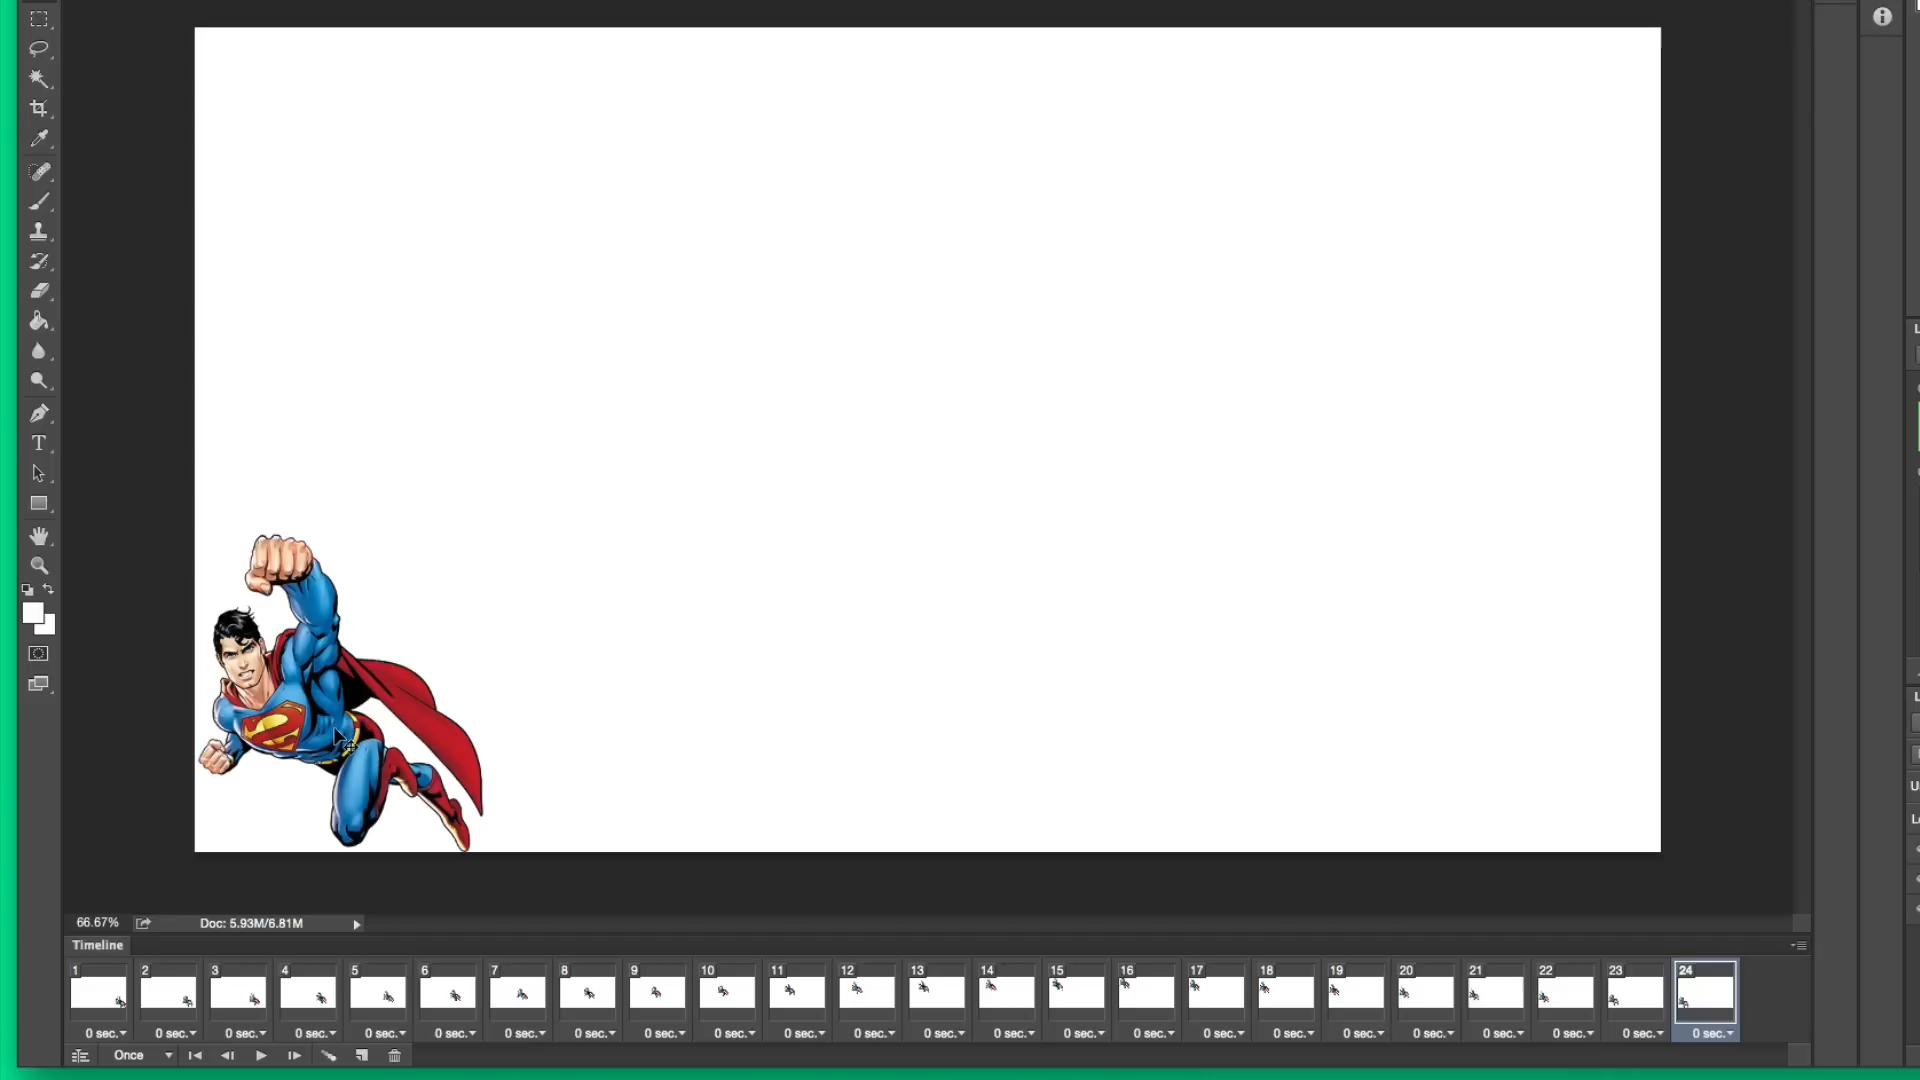 T
66.67%
Doc: 5.93M/6.81M
Timeline
1 2 3 4 5 6 7 8 9 10 11 12 13 14 15 16 17 18 19 20 21 22 23 24
0 sec. 0 sec. 0 sec. 0 sec. 0 sec. 0 sec. 0 sec. 0 sec. 0 sec. 0 sec. 0 sec. 0 sec. 0 sec. 0 sec. 0 sec. 0 sec. 0 sec. 0 sec. 0 sec. 0 sec. 0 sec. 0 sec. 0 sec. 0 sec.
Once